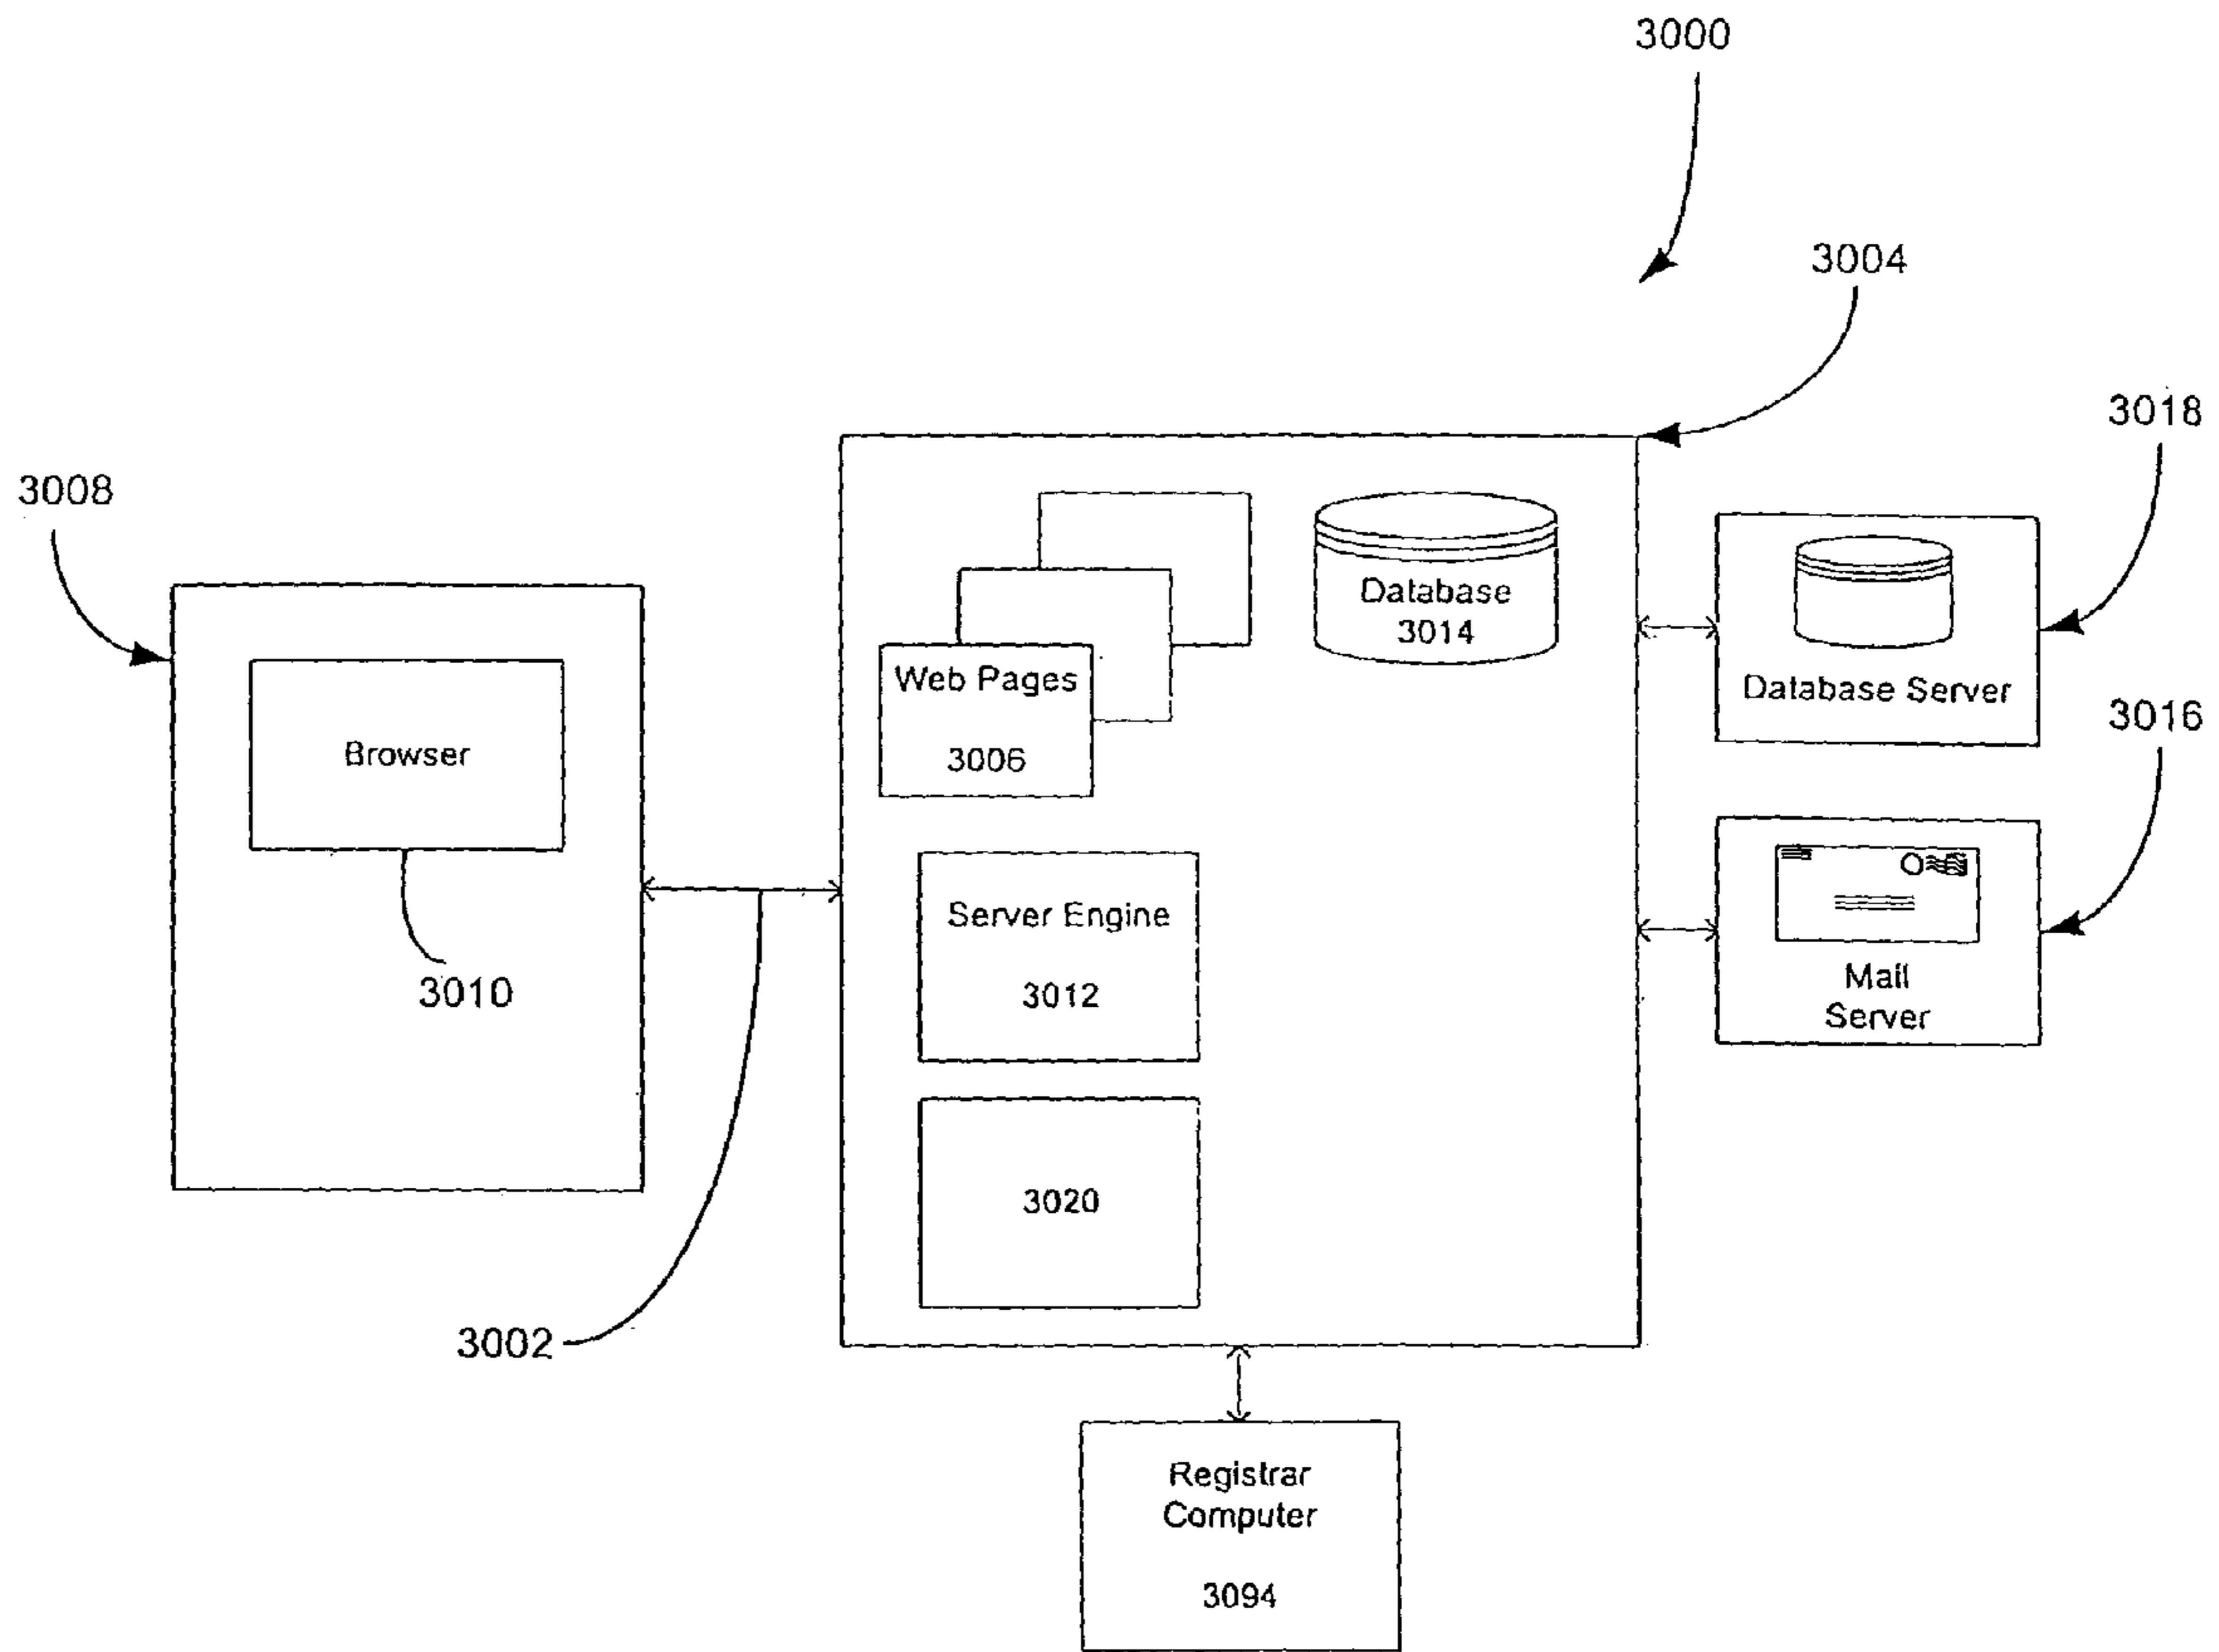 3000
3004
3018
3008
Database
3014
Web Pages
3006
Database Server
3016
Browser
Server Engine
3012
3010
Mail
Server
3020
3002
Registrar
Computer
3094